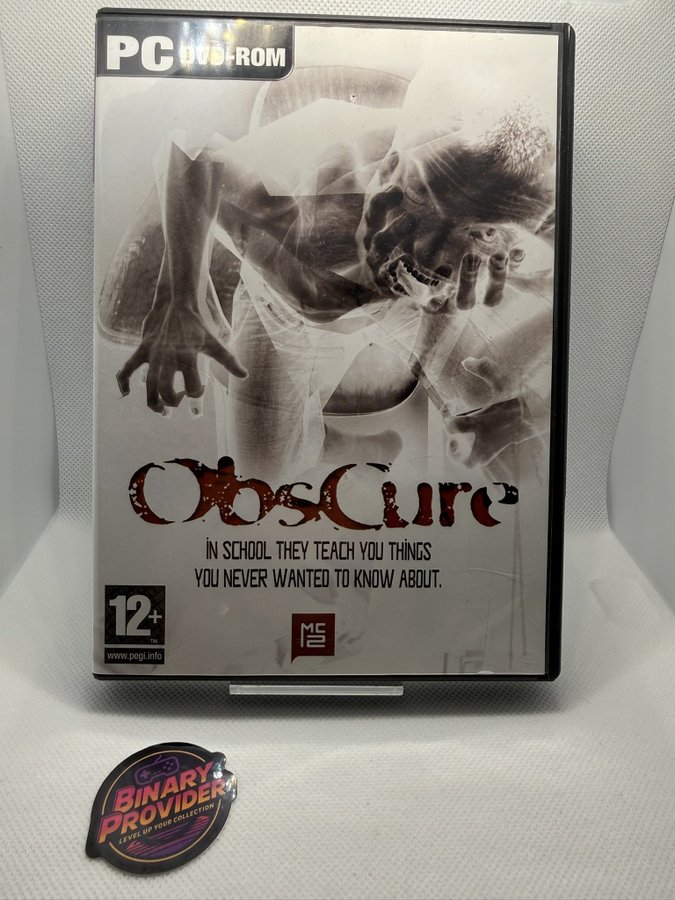 PC DVD-ROM
ObsCure
IN SCHOOL THEY TEACH YOU THINGS
YOU NEVER WANTED TO KNOW ABOUT.
12+
TM
www.pegi.info
MC2
BINARY
PROVIDER
LEVEL UP YOUR COLLECTION